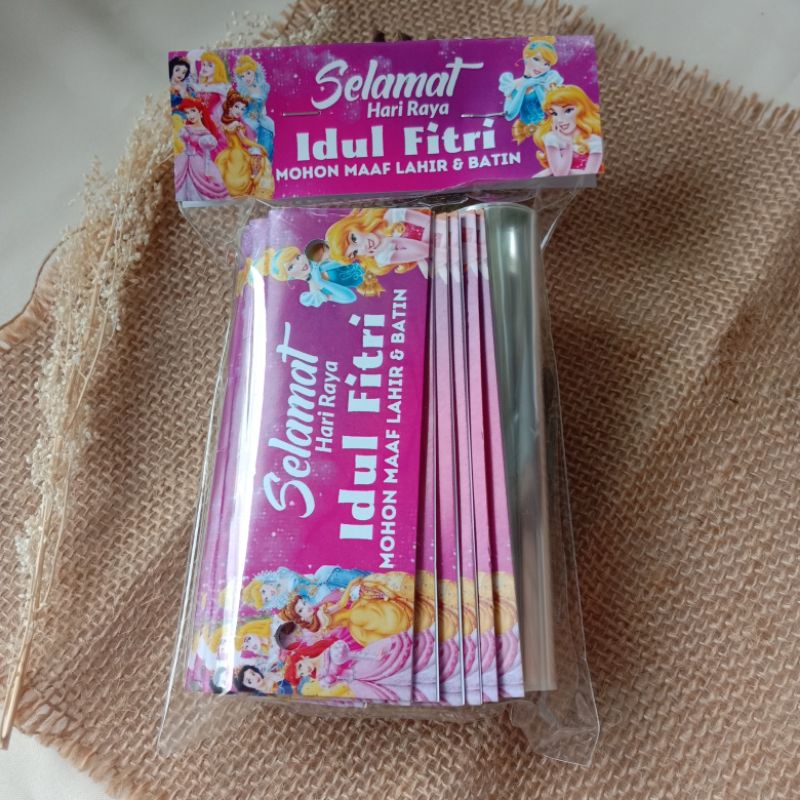 Selamat
Hari Raya
Idul Fitri
MOHON MAAF LAHIR & BATIN
Selamat
Hari Raya
Idul Fitri
MOHON MAAF LAHIR & BATIN